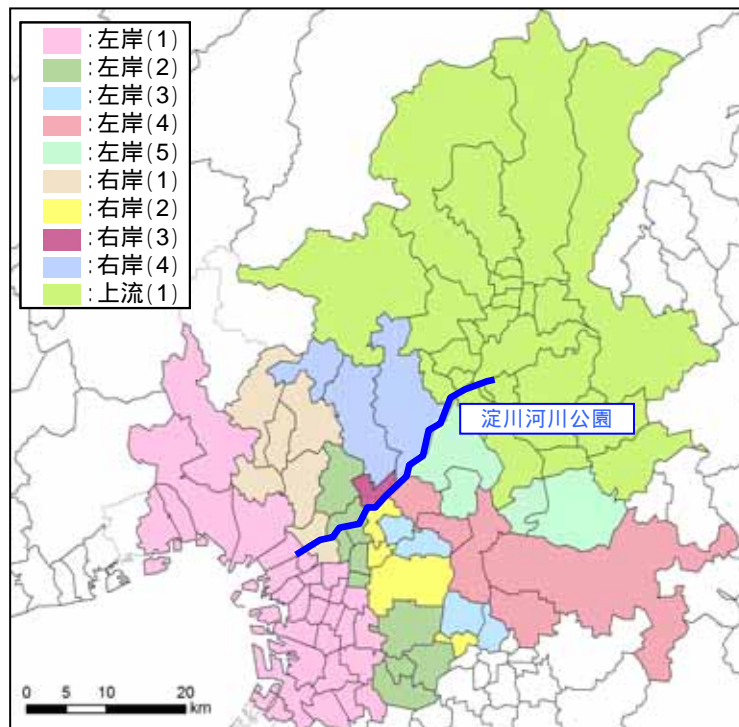 :左岸(1)
:左岸(2)
:左岸(3)
:左岸(4)
:左岸(5)
:右岸(1)
:右岸(2)
:右岸(3)
:右岸(4)
:上流(1)
淀川河川公園
0 5 10 20
km